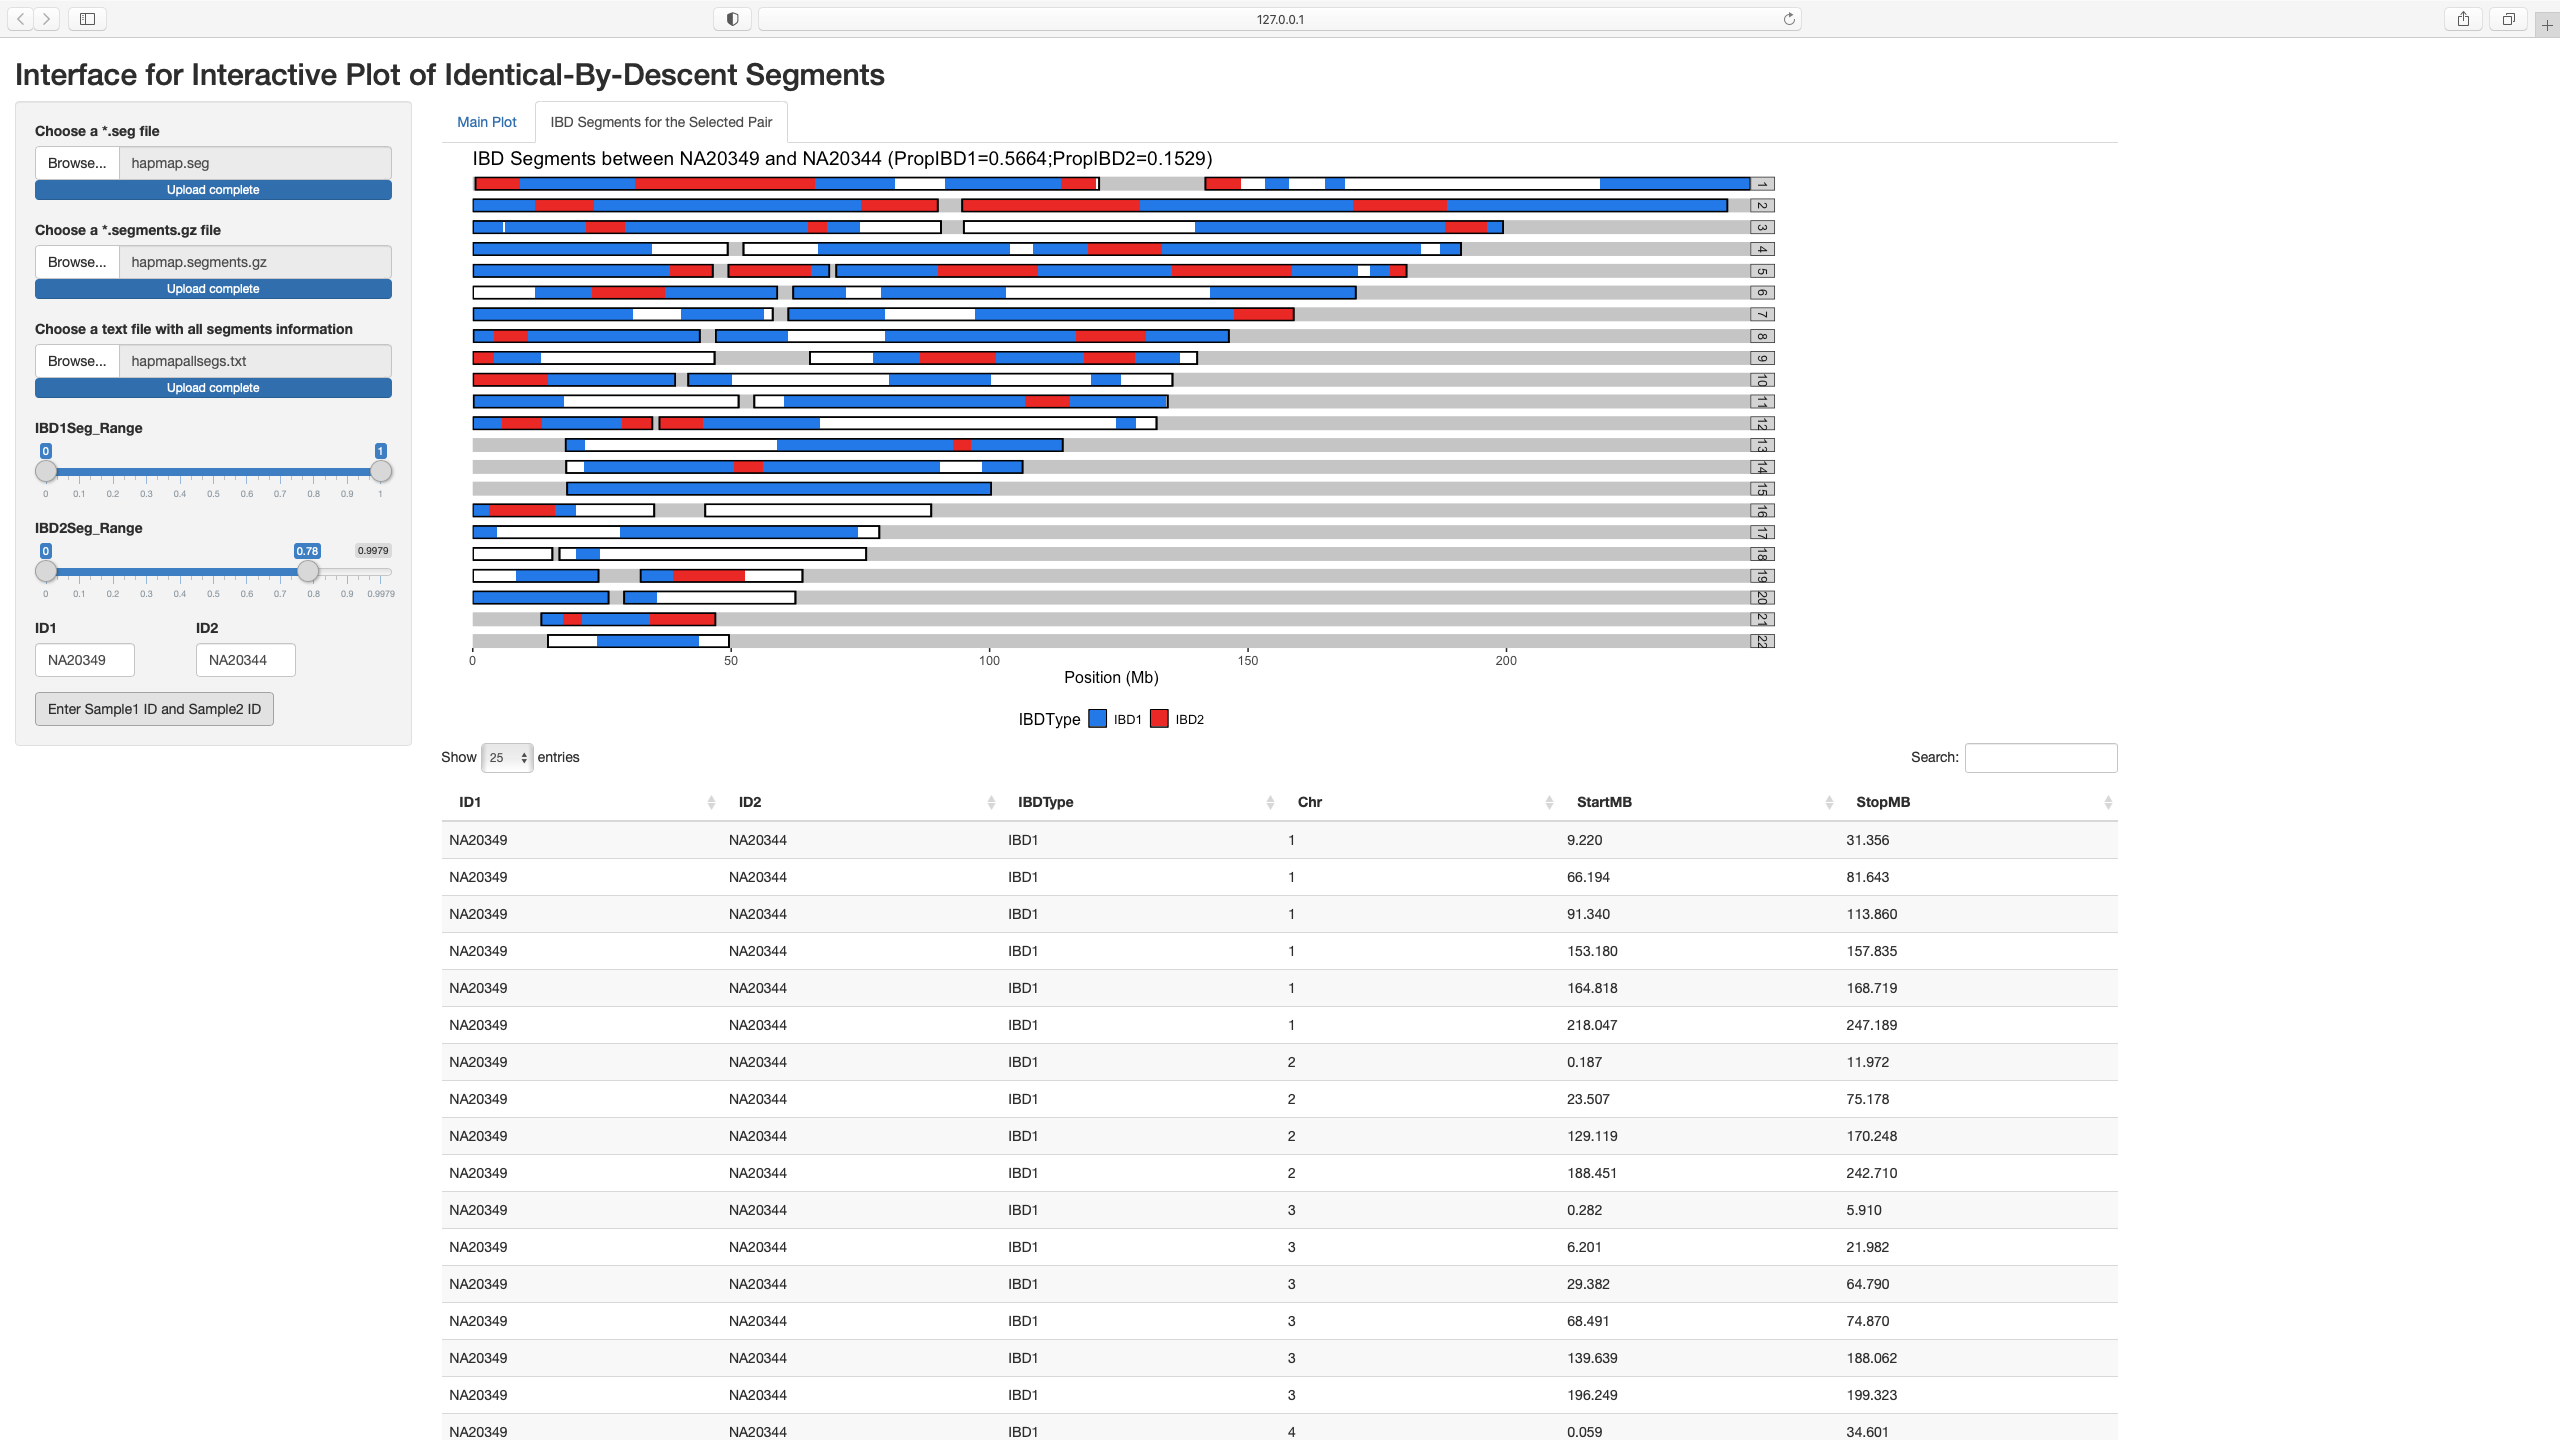 127.0.0.1
Interface for Interactive Plot of Identical-By-Descent Segments
Choose a *.seg file
Browse... hapmap.seg
Upload complete
Choose a *.segments.gz file
Browse... hapmap.segments.gz
Upload complete
Choose a text file with all segments information
Browse... hapmapallsegs.txt
Upload complete
IBD1Seg_Range
0 1
0 0.1 0.2 0.3 0.4 0.5 0.6 0.7 0.8 0.9 1
IBD2Seg_Range
0 0.78 0.9979
0 0.1 0.2 0.3 0.4 0.5 0.6 0.7 0.8 0.9 0.9979
ID1 ID2
NA20349 NA20344
Enter Sample1 ID and Sample2 ID
Main Plot IBD Segments for the Selected Pair
IBD Segments between NA20349 and NA20344 (PropIBD1=0.5664;PropIBD2=0.1529)
1
2
3
4
5
6
7
8
9
10
11
12
13
14
15
16
17
18
19
20
21
22
0 50 100 150 200
Position (Mb)
IBDType IBD1 IBD2
Show 25 entries Search:
ID1 ID2 IBDType Chr StartMB StopMB
NA20349 NA20344 IBD1 1 9.220 31.356
NA20349 NA20344 IBD1 1 66.194 81.643
NA20349 NA20344 IBD1 1 91.340 113.860
NA20349 NA20344 IBD1 1 153.180 157.835
NA20349 NA20344 IBD1 1 164.818 168.719
NA20349 NA20344 IBD1 1 218.047 247.189
NA20349 NA20344 IBD1 2 0.187 11.972
NA20349 NA20344 IBD1 2 23.507 75.178
NA20349 NA20344 IBD1 2 129.119 170.248
NA20349 NA20344 IBD1 2 188.451 242.710
NA20349 NA20344 IBD1 3 0.282 5.910
NA20349 NA20344 IBD1 3 6.201 21.982
NA20349 NA20344 IBD1 3 29.382 64.790
NA20349 NA20344 IBD1 3 68.491 74.870
NA20349 NA20344 IBD1 3 139.639 188.062
NA20349 NA20344 IBD1 3 196.249 199.323
NA20349 NA20344 IBD1 4 0.059 34.601